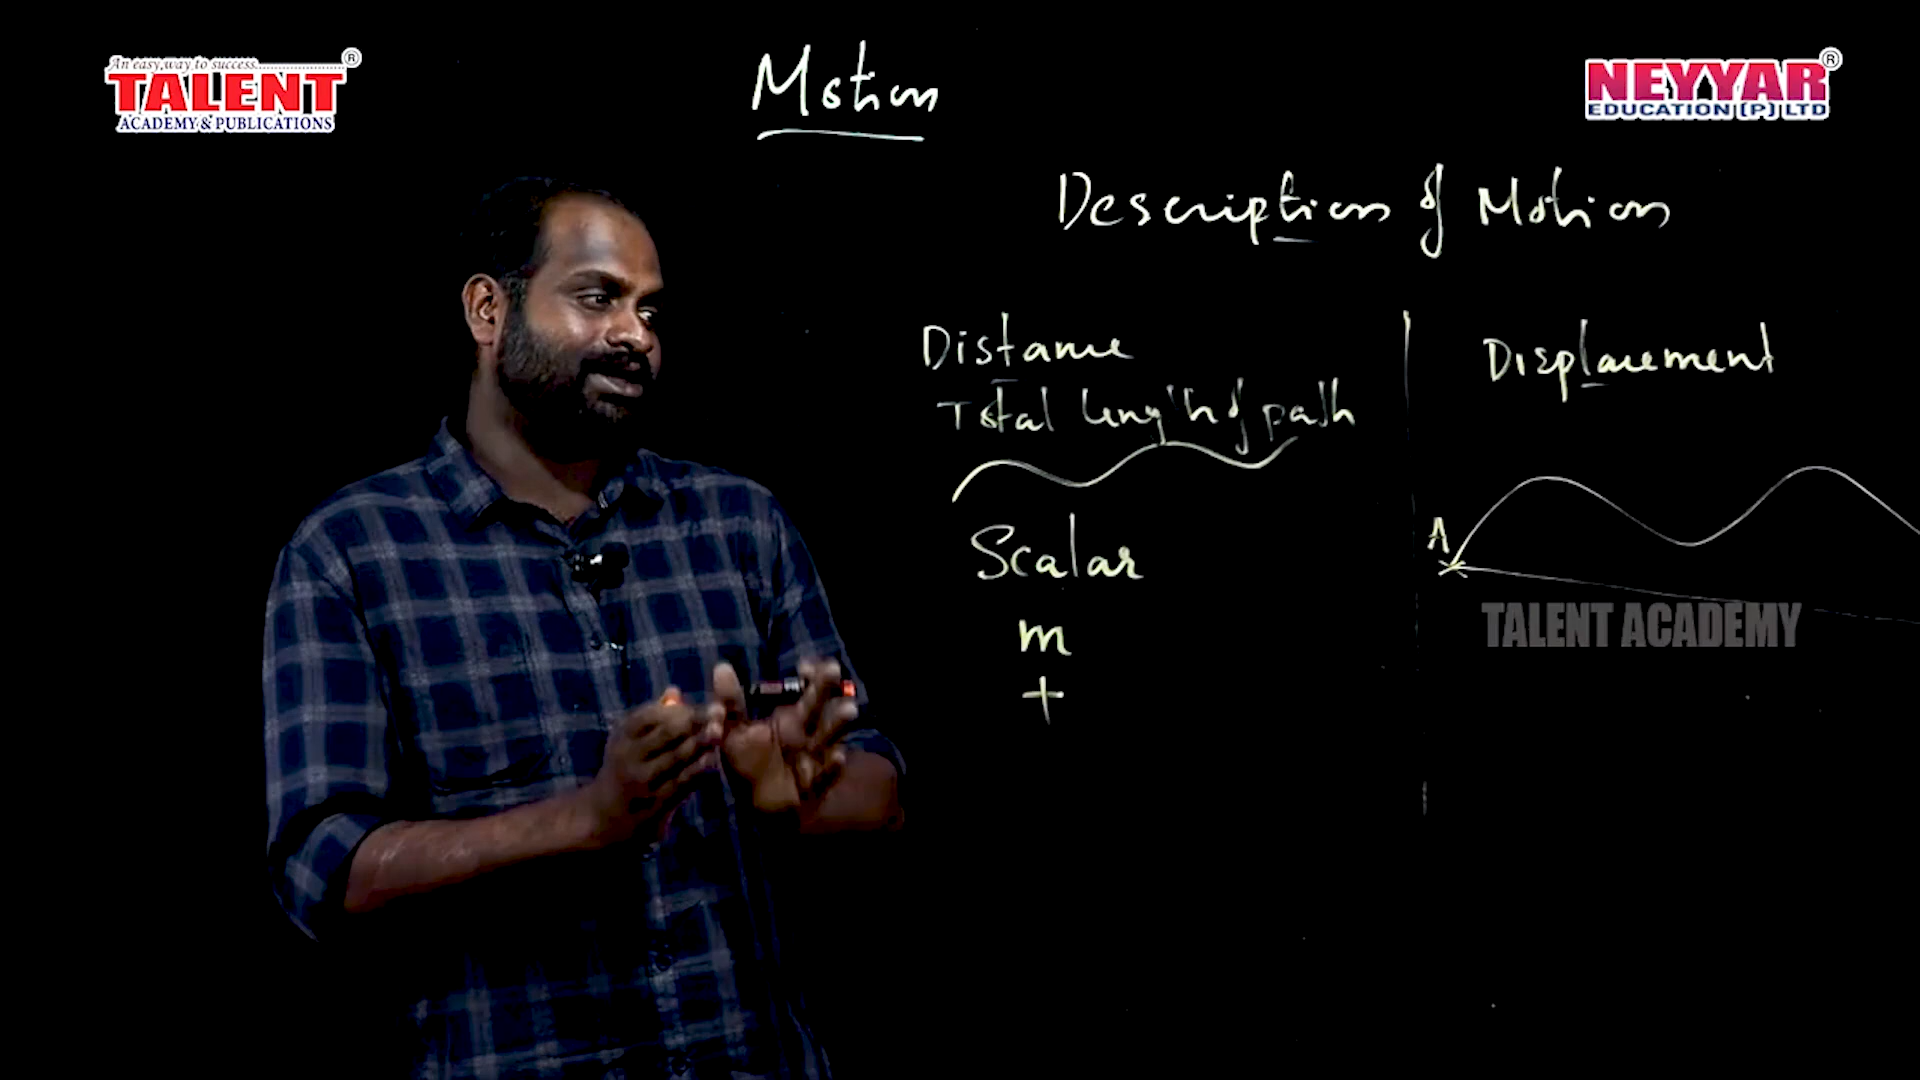 An easy way to success....................
TALENT®
ACADEMY & PUBLICATIONS
Motion
NEYYAR®
EDUCATION (P) LTD
Description of Motion
Distance
Total length of path
Scalar
m
+
Displacement
A
TALENT ACADEMY